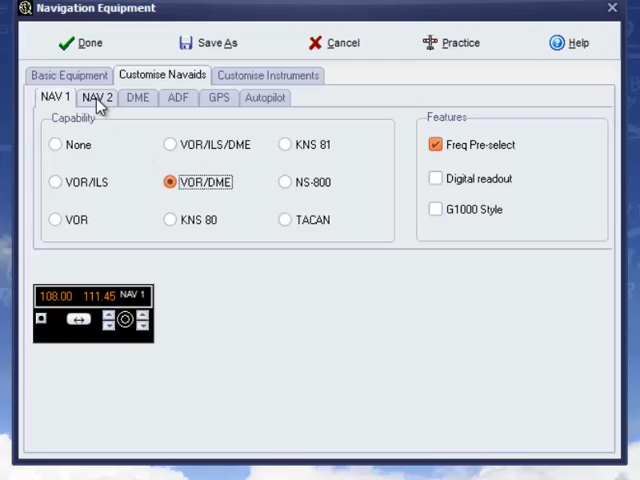 Navigation Equipment
Done Save As Cancel Practice Help
Basic Equipment Customise Navaids Customise Instruments
NAV 1 NAV 2 DME ADF GPS Autopilot
Capability Features
None VOR/ILS/DME KNS 81 Freq Pre-select
VOR/ILS VOR/DME NS-800 Digital readout
VOR KNS 80 TACAN G1000 Style
108.00 111.45 NAV 1